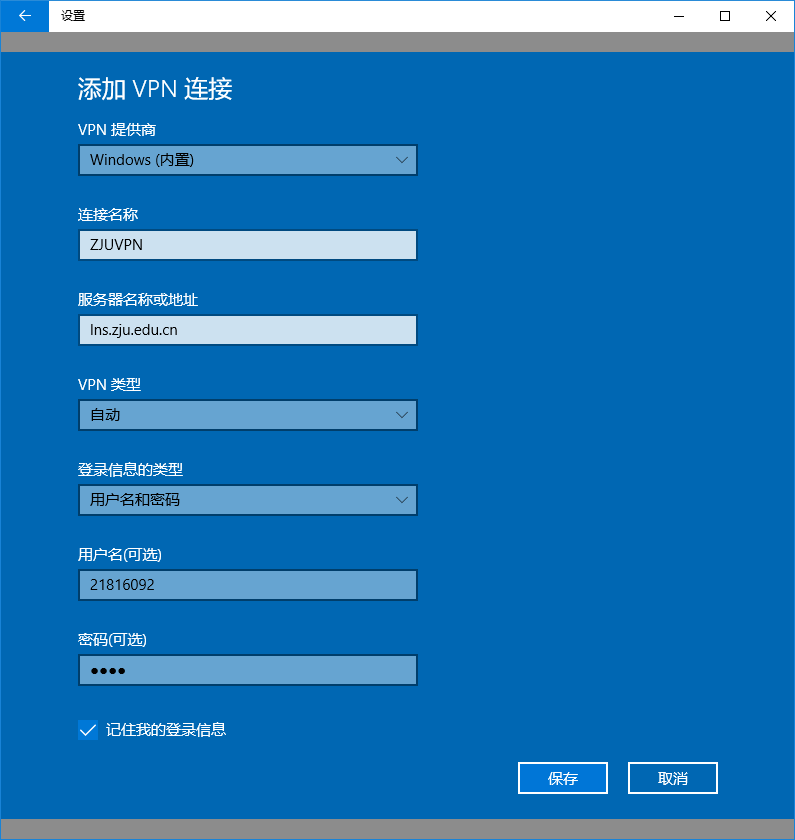 设置
添加 VPN 连接
VPN 提供商
Windows (内置)
连接名称
ZJUVPN
服务器名称或地址
lns.zju.edu.cn
VPN 类型
自动
登录信息的类型
用户名和密码
用户名(可选)
21816092
密码(可选)
●●●●
记住我的登录信息
保存
取消